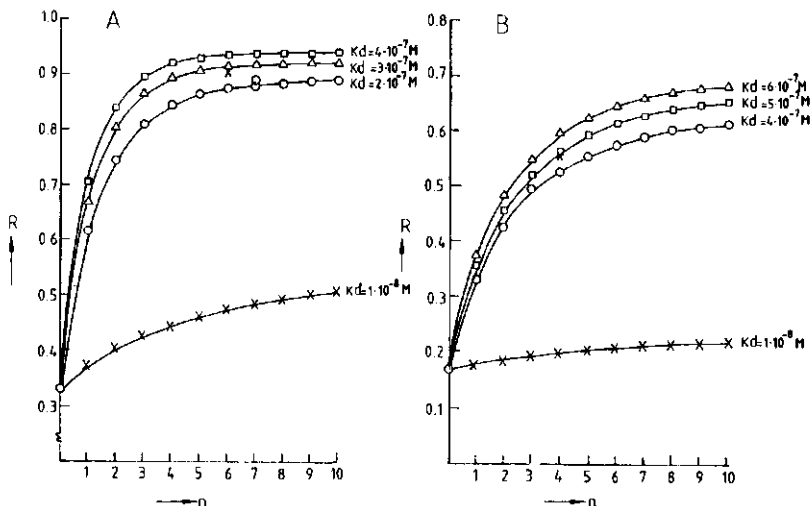 A
1.0
0.9
0.8
0.7
0.6
0.5
0.4
0.3
R
Kd=4·10⁻⁷M
Kd=3·10⁻⁷M
Kd=2·10⁻⁷M
Kd=1·10⁻⁸M
1 2 3 4 5 6 7 8 9 10
n
B
0.8
0.7
0.6
0.5
0.4
0.3
0.2
0.1
R
Kd=6·10⁻⁷M
Kd=5·10⁻⁷M
Kd=4·10⁻⁷M
Kd=1·10⁻⁸M
1 2 3 4 5 6 7 8 9 10
n